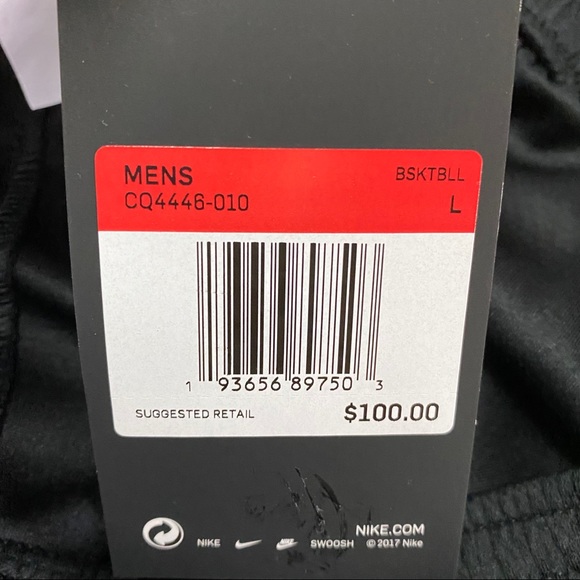 MENS BSKTBLL
CQ4446-010 L
1 93656 89750 3
SUGGESTED RETAIL $100.00
NIKE.COM
NIKE SWOOSH © 2017 Nike